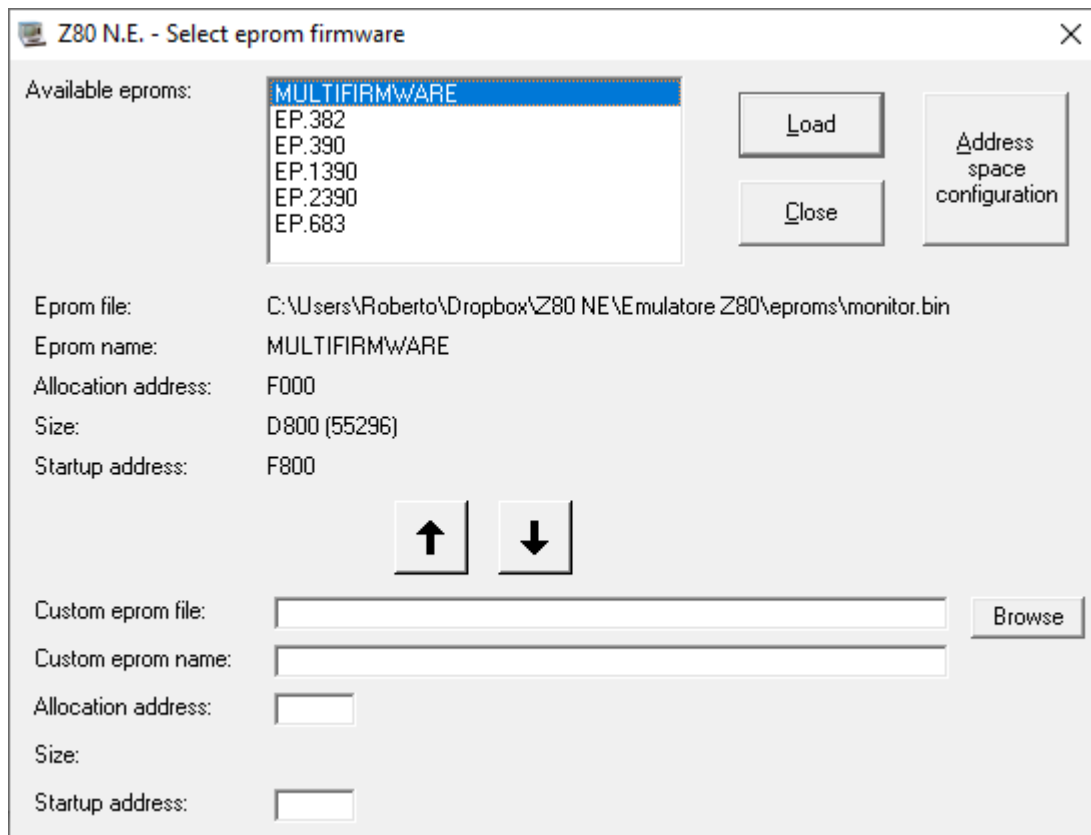 Z80 N.E. - Select eprom firmware
Available eproms:
MULTIFIRMWARE
EP.382
EP.390
EP.1390
EP.2390
EP.683
Load
Close
Address
space
configuration
Eprom file: C:\Users\Roberto\Dropbox\Z80 NE\Emulatore Z80\eproms\monitor.bin
Eprom name: MULTIFIRMWARE
Allocation address: F000
Size: D800 (55296)
Startup address: F800
Custom eprom file:
Browse
Custom eprom name:
Allocation address:
Size:
Startup address: